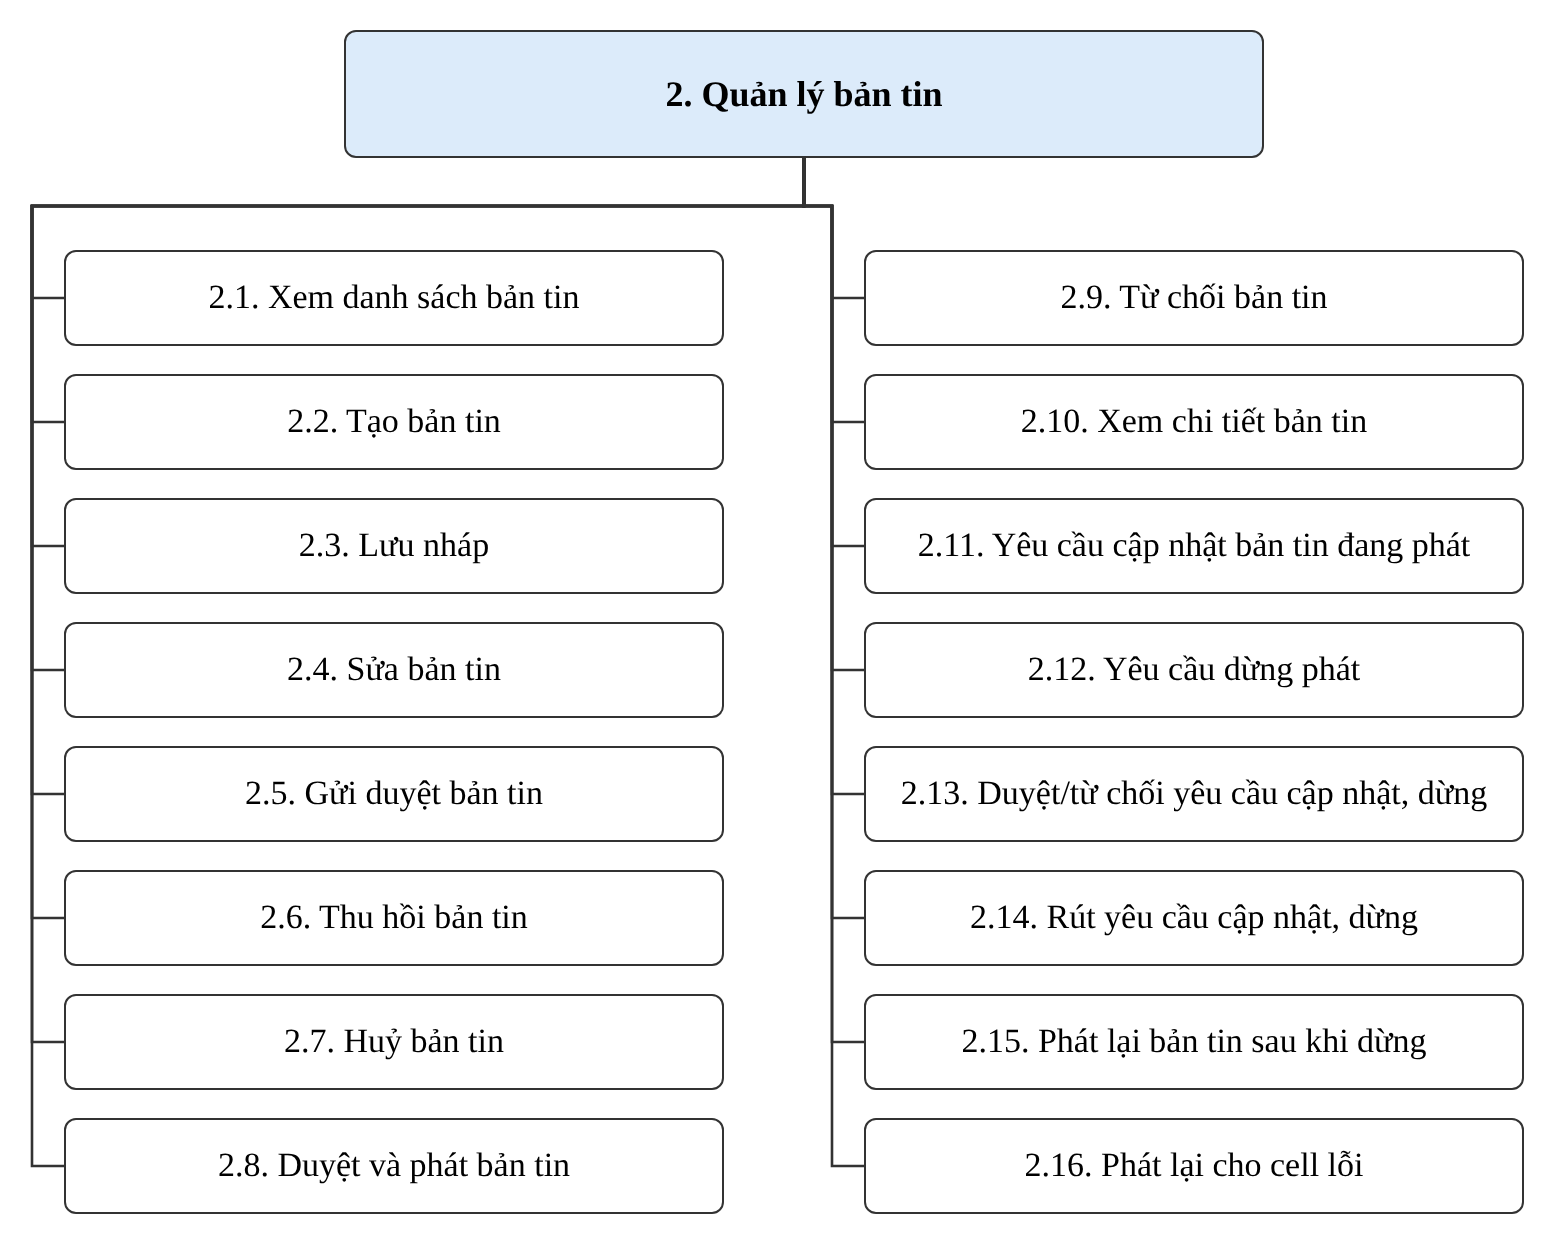 2. Quản lý bản tin
2.1. Xem danh sách bản tin
2.2. Tạo bản tin
2.3. Lưu nháp
2.4. Sửa bản tin
2.5. Gửi duyệt bản tin
2.6. Thu hồi bản tin
2.7. Huỷ bản tin
2.8. Duyệt và phát bản tin
2.9. Từ chối bản tin
2.10. Xem chi tiết bản tin
2.11. Yêu cầu cập nhật bản tin đang phát
2.12. Yêu cầu dừng phát
2.13. Duyệt/từ chối yêu cầu cập nhật, dừng
2.14. Rút yêu cầu cập nhật, dừng
2.15. Phát lại bản tin sau khi dừng
2.16. Phát lại cho cell lỗi